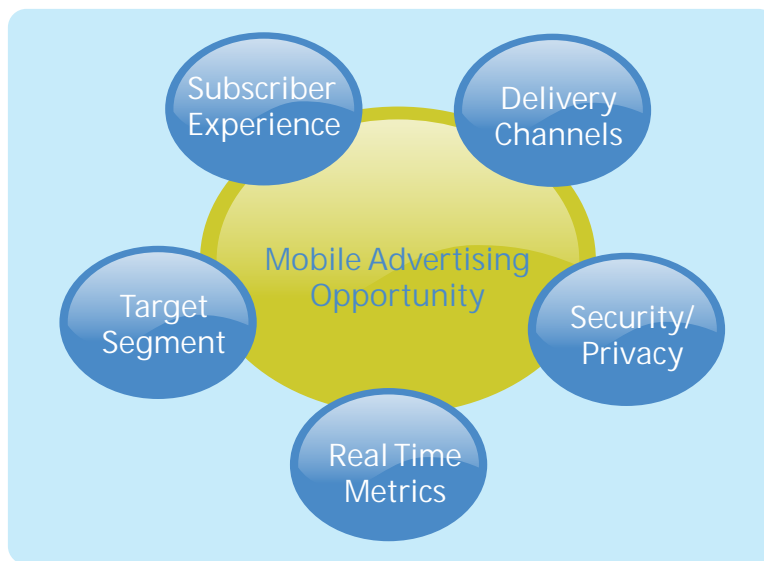 Subscriber
Experience
Delivery
Channels
Mobile Advertising
Opportunity
Target
Segment
Security/
Privacy
Real Time
Metrics